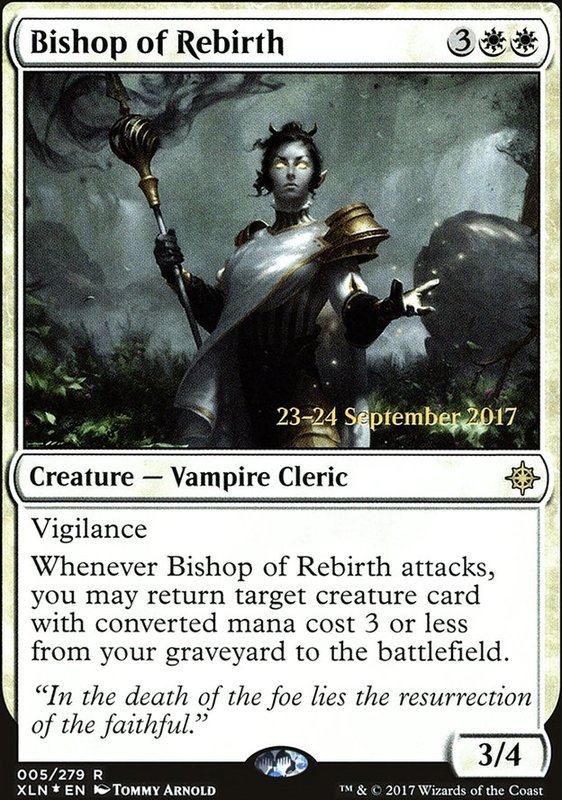 Bishop of Rebirth 3
23–24 September 2017
Creature — Vampire Cleric
Vigilance
Whenever Bishop of Rebirth attacks,
you may return target creature card
with converted mana cost 3 or less
from your graveyard to the battlefield.
“In the death of the foe lies the resurrection
of the faithful.”
3/4
005/279 R
XLN ★ EN TOMMY ARNOLD
™ & © 2017 Wizards of the Coast